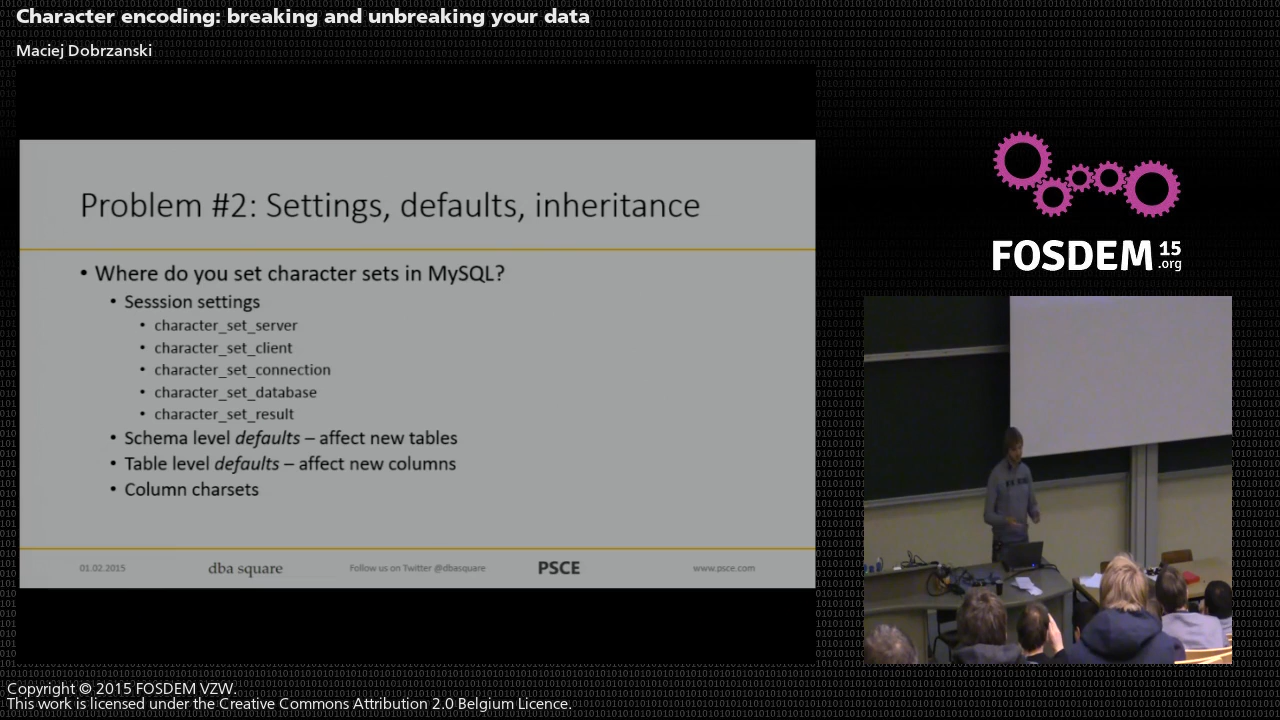 Character encoding: breaking and unbreaking your data
Maciej Dobrzanski
Problem #2: Settings, defaults, inheritance
• Where do you set character sets in MySQL?
• Sesssion settings
• character_set_server
• character_set_client
• character_set_connection
• character_set_database
• character_set_result
• Schema level defaults – affect new tables
• Table level defaults – affect new columns
• Column charsets
01.02.2015 dba square Follow us on Twitter @dbasquare PSCE www.psce.com
FOSDEM 15 .org
Copyright © 2015 FOSDEM VZW.
This work is licensed under the Creative Commons Attribution 2.0 Belgium Licence.